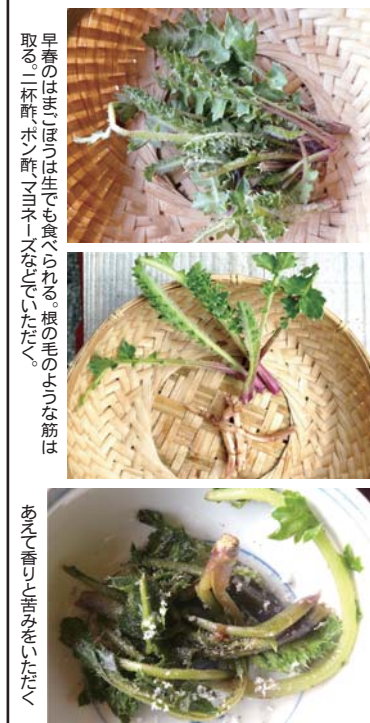 早春のはまごぼうは生でも食べられる。根の毛のような筋は
取る。二杯酢、ポン酢、マヨネーズなどでいただく。
あえて香りと苦みをいただく